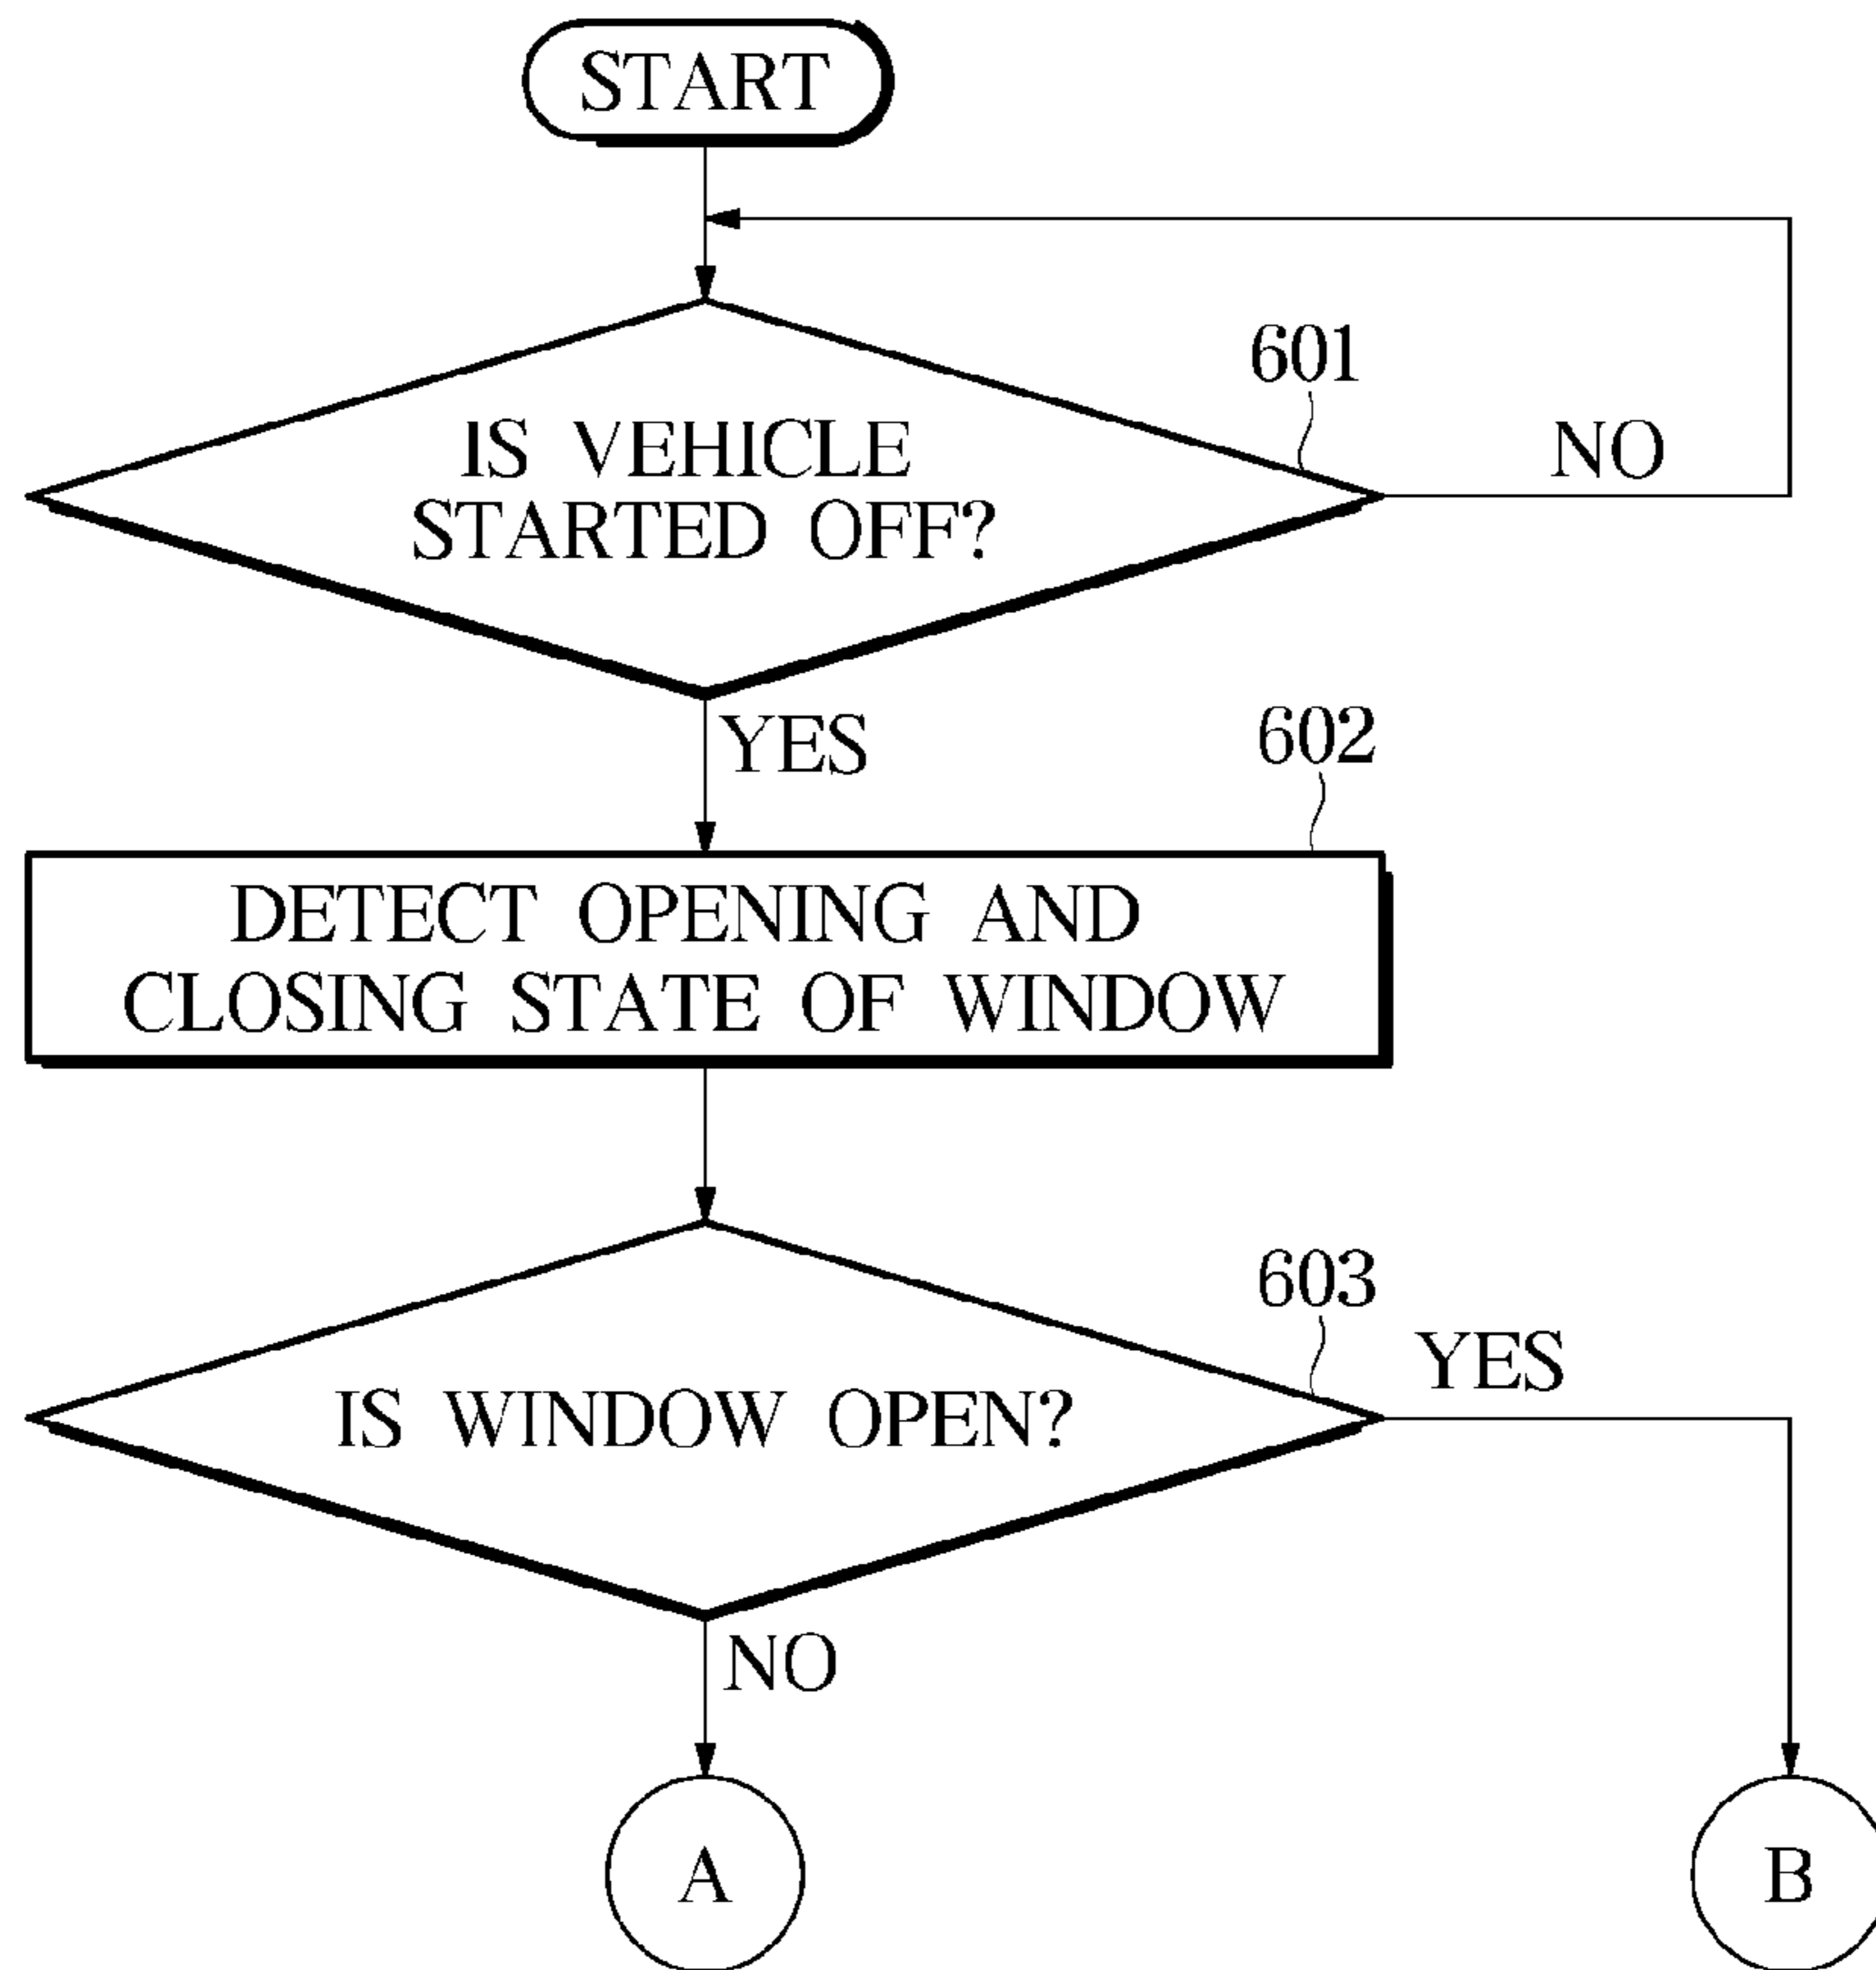 START
601
IS VEHICLE
STARTED OFF?
NO
YES
602
DETECT OPENING AND
CLOSING STATE OF WINDOW
603
YES
IS WINDOW OPEN?
NO
A
B